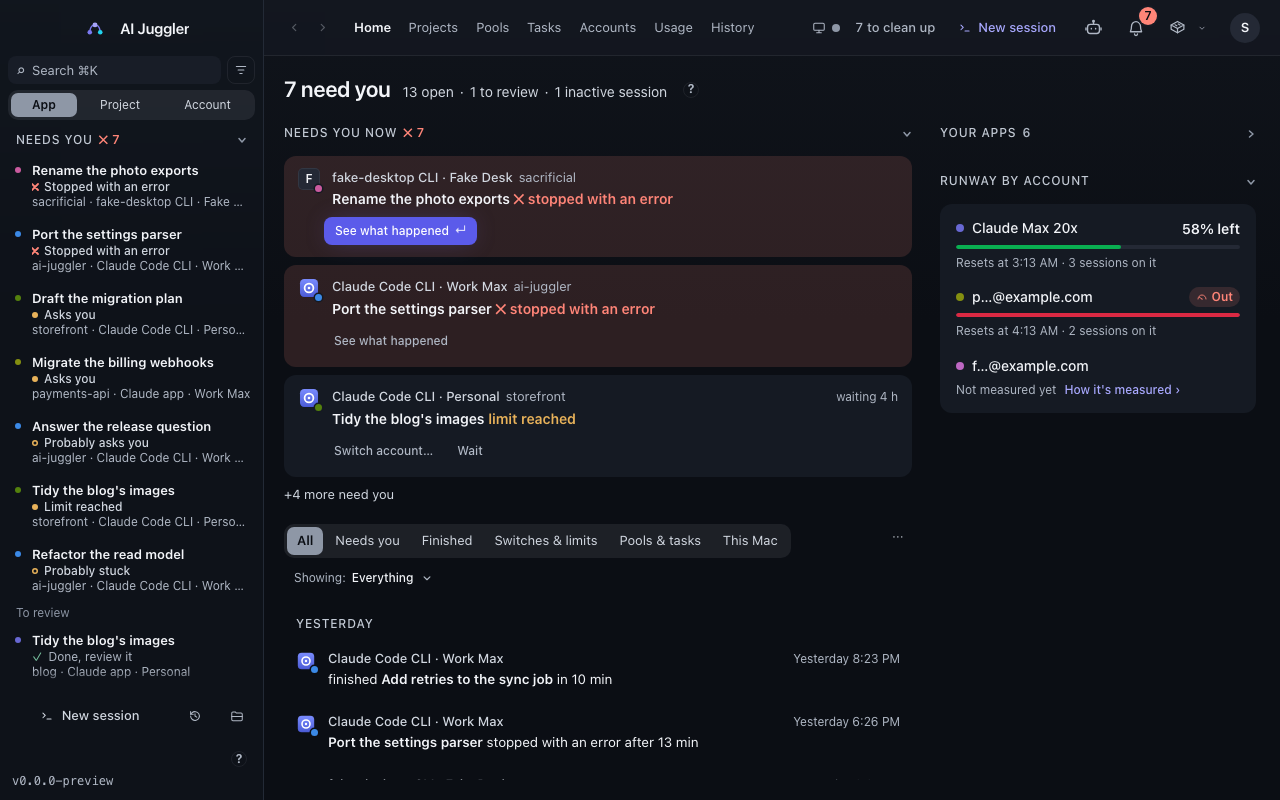 AI Juggler
Search ⌘K
App Project Account
NEEDS YOU 7
Rename the photo exports
Stopped with an error
sacrificial · fake-desktop CLI · Fake ...
Port the settings parser
Stopped with an error
ai-juggler · Claude Code CLI · Work ...
Draft the migration plan
Asks you
storefront · Claude Code CLI · Perso...
Migrate the billing webhooks
Asks you
payments-api · Claude app · Work Max
Answer the release question
Probably asks you
ai-juggler · Claude Code CLI · Work ...
Tidy the blog's images
Limit reached
storefront · Claude Code CLI · Perso...
Refactor the read model
Probably stuck
ai-juggler · Claude Code CLI · Work ...
To review
Tidy the blog's images
Done, review it
blog · Claude app · Personal
New session
?
v0.0.0-preview
Home Projects Pools Tasks Accounts Usage History
7 to clean up
New session
7
S
7 need you 13 open · 1 to review · 1 inactive session ?
NEEDS YOU NOW 7
F
fake-desktop CLI · Fake Desk sacrificial
Rename the photo exports stopped with an error
See what happened
Claude Code CLI · Work Max ai-juggler
Port the settings parser stopped with an error
See what happened
Claude Code CLI · Personal storefront waiting 4 h
Tidy the blog's images limit reached
Switch account... Wait
+4 more need you
All Needs you Finished Switches & limits Pools & tasks This Mac ...
Showing: Everything
YESTERDAY
Claude Code CLI · Work Max Yesterday 8:23 PM
finished Add retries to the sync job in 10 min
Claude Code CLI · Work Max Yesterday 6:26 PM
Port the settings parser stopped with an error after 13 min
YOUR APPS 6
RUNWAY BY ACCOUNT
Claude Max 20x 58% left
Resets at 3:13 AM · 3 sessions on it
p...@example.com Out
Resets at 4:13 AM · 2 sessions on it
f...@example.com
Not measured yet How it's measured ›